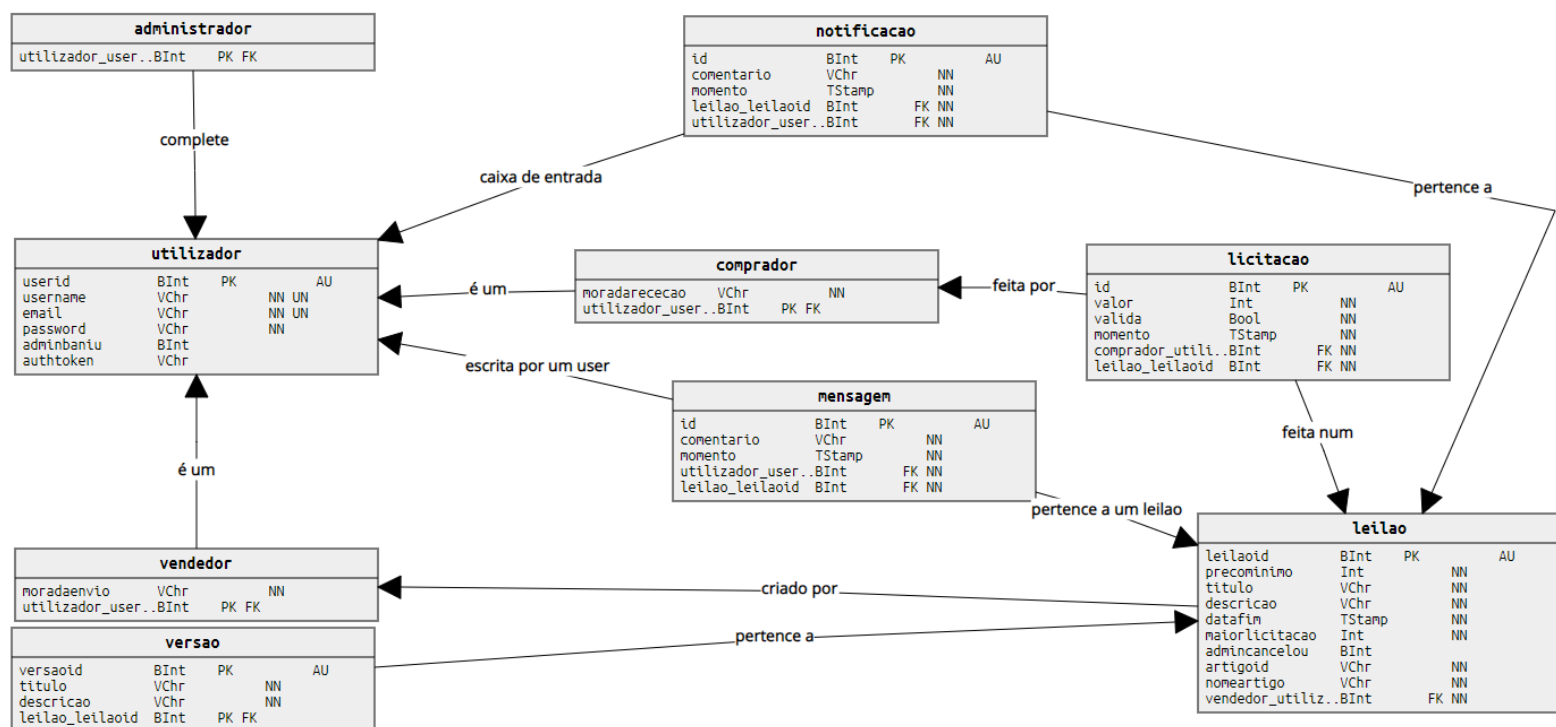 administrador
utilizador_user..BInt PK FK
complete
notificacao
id BInt PK AU
comentario VChr NN
momento TStamp NN
leilao_leilaoid BInt FK NN
utilizador_user..BInt FK NN
caixa de entrada
pertence a
utilizador
userid BInt PK AU
username VChr NN UN
email VChr NN UN
password VChr NN
adminbaniu BInt
authtoken VChr
é um
comprador
moradarececao VChr NN
utilizador_user..BInt PK FK
feita por
licitacao
id BInt PK AU
valor Int NN
valida Bool NN
momento TStamp NN
comprador_utili..BInt FK NN
leilao_leilaoid BInt FK NN
escrita por um user
mensagem
id BInt PK AU
comentario VChr NN
momento TStamp NN
utilizador_user..BInt FK NN
leilao_leilaoid BInt FK NN
feita num
é um
pertence a um leilao
leilao
leilaoid BInt PK AU
precominimo Int NN
titulo VChr NN
descricao VChr NN
datafim TStamp NN
maiorlicitacao Int NN
admincancelou BInt
artigoid VChr NN
nomeartigo VChr NN
vendedor_utiliz..BInt FK NN
vendedor
moradaenvio VChr NN
utilizador_user..BInt PK FK
criado por
versao
versaoid BInt PK AU
titulo VChr NN
descricao VChr NN
leilao_leilaoid BInt PK FK
pertence a